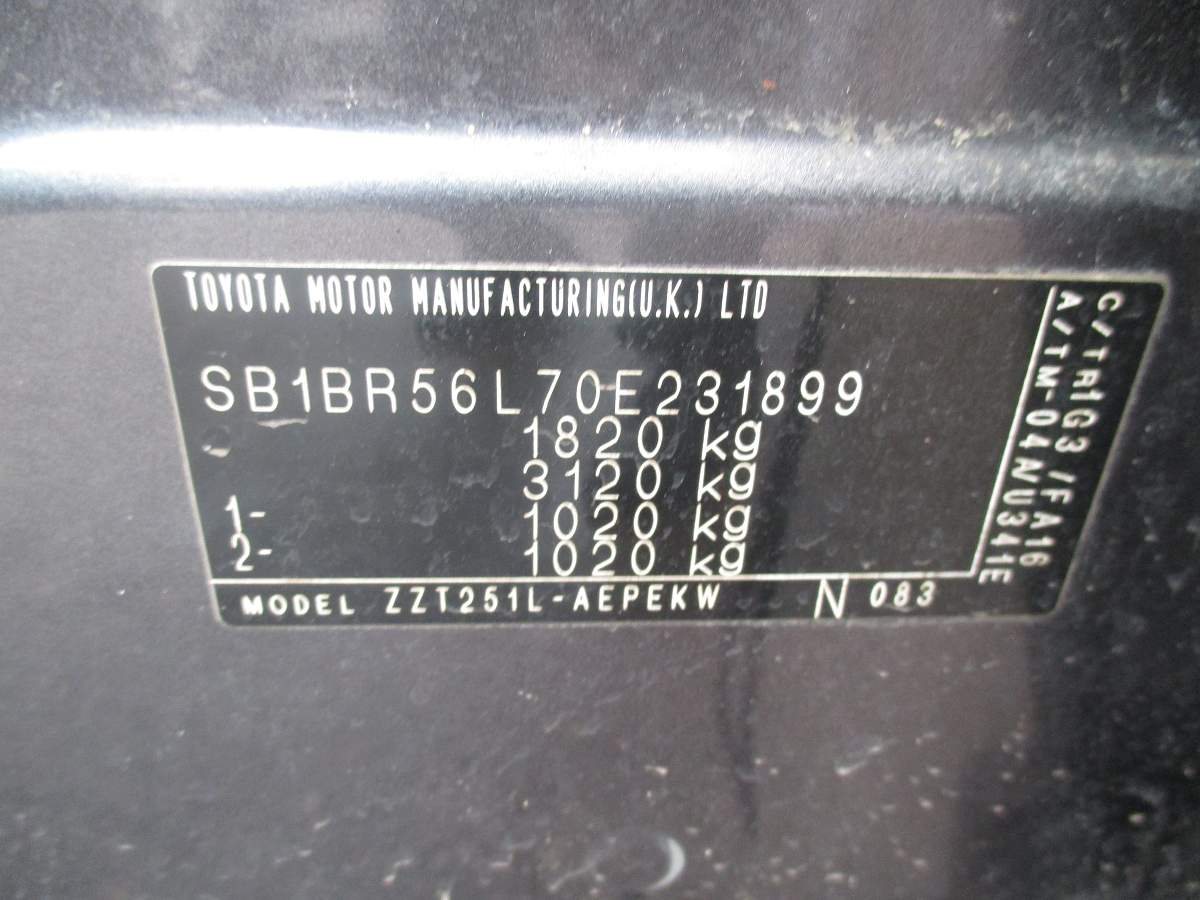 TOYOTA MOTOR MANUFACTURING(U.K.) LTD
SB1BR56L70E231899
1820 kg
3120 kg
1- 1020 kg
2- 1020 kg
MODEL ZZT251L-AEPEKW N 083
C/TR1G3/FA16
A/TM-04A/U341E